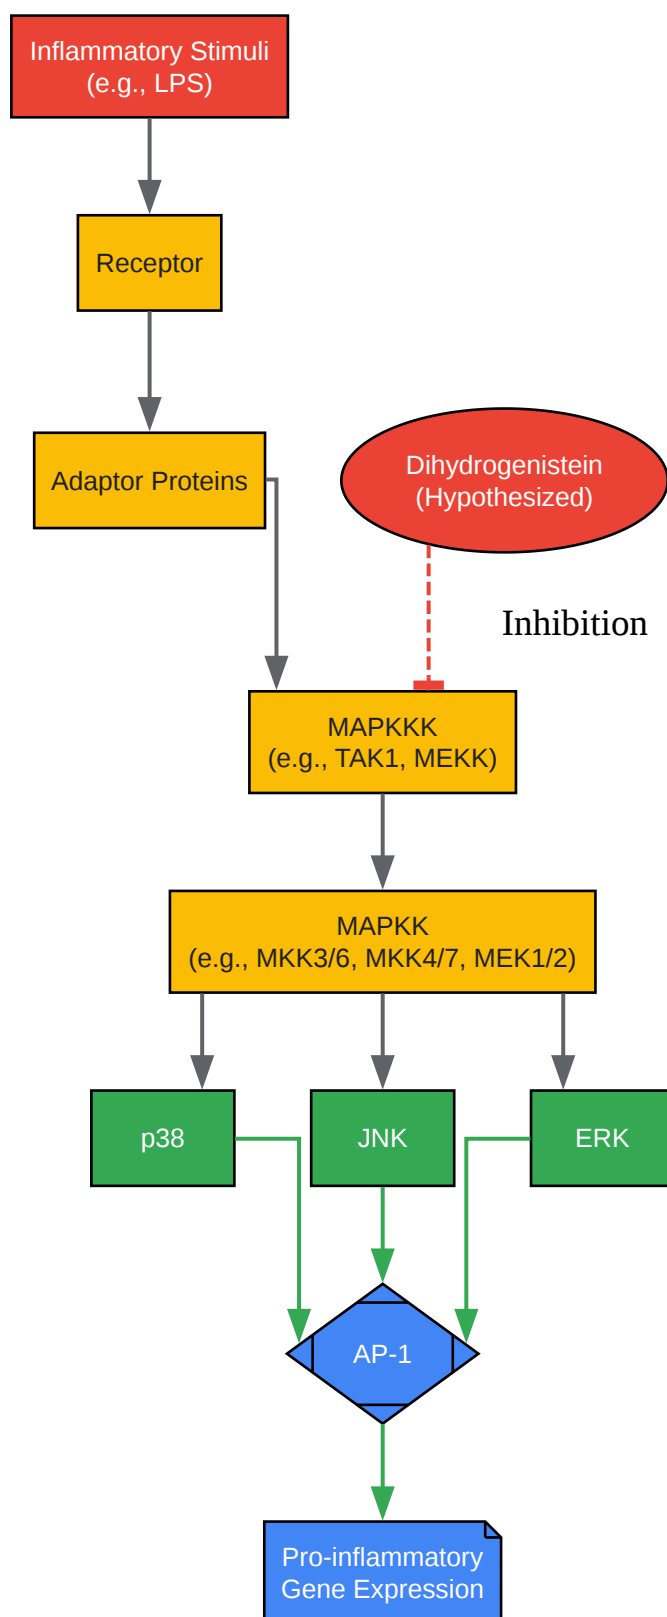 Inflammatory Stimuli
(e.g., LPS)
Receptor
Adaptor Proteins
Dihydrogenistein
(Hypothesized)
Inhibition
MAPKKK
(e.g., TAK1, MEKK)
MAPKK
(e.g., MKK3/6, MKK4/7, MEK1/2)
p38
JNK
ERK
AP-1
Pro-inflammatory
Gene Expression